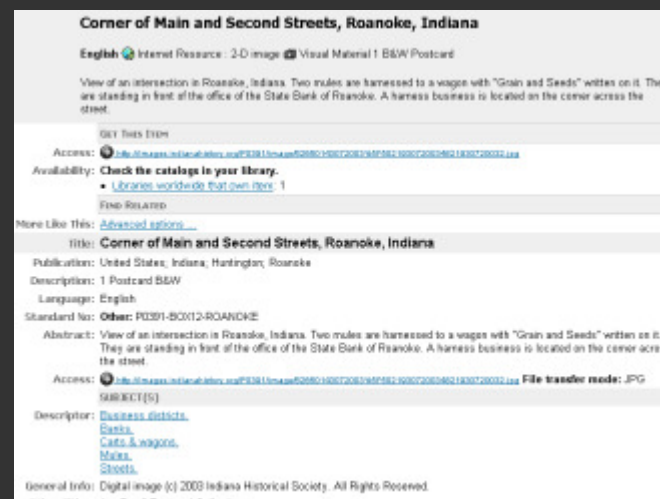 Corner of Main and Second Streets, Roanoke, Indiana
English Internet Resource : 2-D image Visual Material 1 B&W Postcard
View of an intersection in Roanoke, Indiana. Two mules are harnessed to a wagon with "Grain and Seeds" written on it. They
are standing in front of the office of the State Bank of Roanoke. A harness business is located on the corner across the
street.
GET THIS ITEM
Access:
Availability: Check the catalogs in your library.
• Libraries worldwide that own item: 1
FIND RELATED
More Like This: Advanced options ...
Title: Corner of Main and Second Streets, Roanoke, Indiana
Publication: United States; Indiana; Huntington; Roanoke
Description: 1 Postcard B&W
Language: English
Standard No: Other: P0391-BOX12-ROANOKE
Abstract: View of an intersection in Roanoke, Indiana. Two mules are harnessed to a wagon with "Grain and Seeds" written on it.
They are standing in front of the office of the State Bank of Roanoke. A harness business is located on the corner
the street.
Access: File transfer mode: JPG
SUBJECT(S)
Descriptor: Business districts.
Banks.
Carts & wagons.
Mules.
Streets.
General Info: Digital image (c) 2003 Indiana Historical Society. All Rights Reserved.